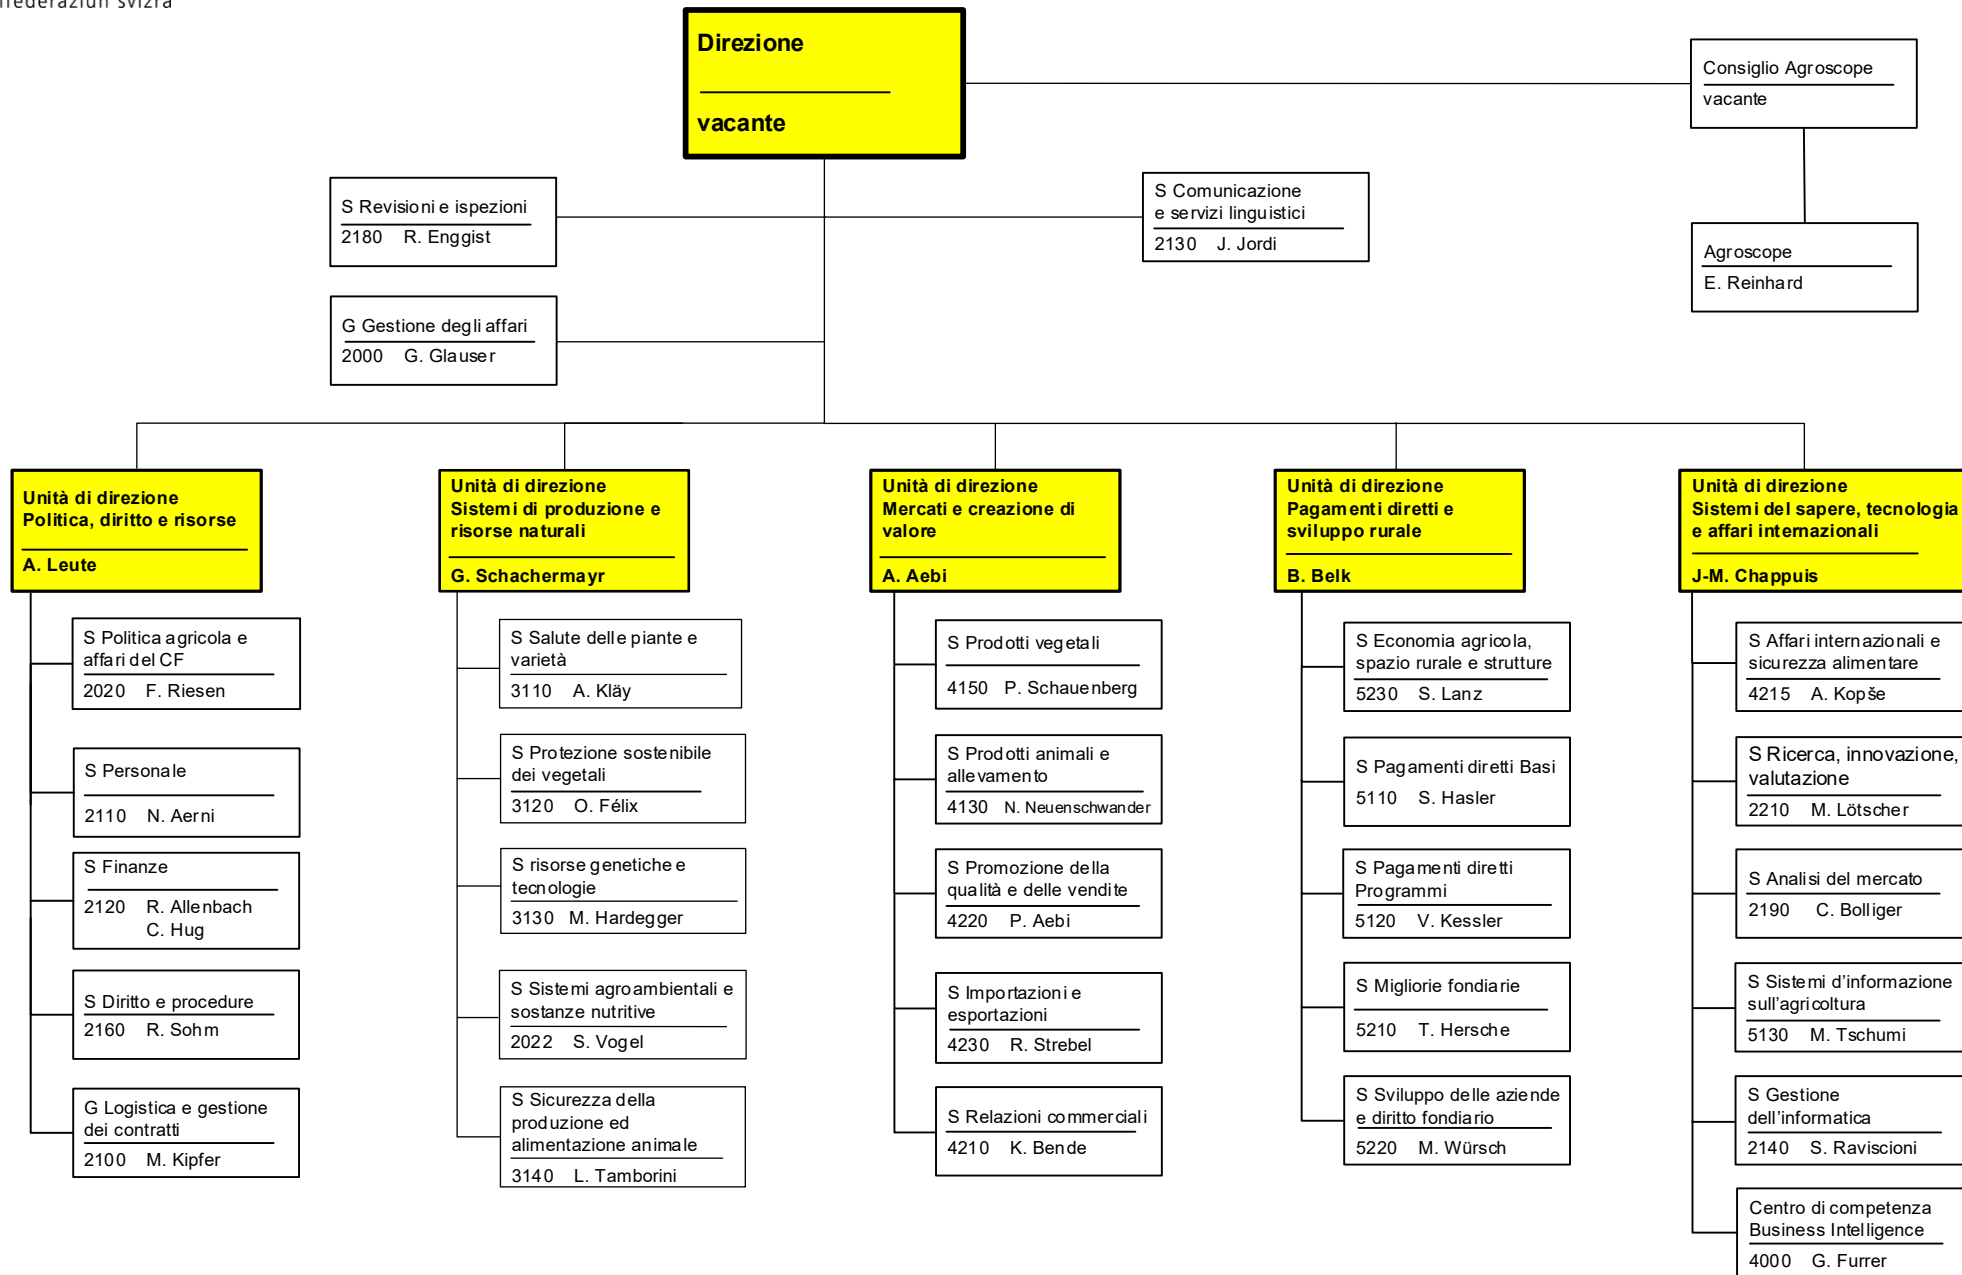 nfederaziun svizra
Direzione
vacante
Consiglio Agroscope
vacante
S Revisioni e ispezioni
2180 R. Enggist
S Comunicazione
e servizi linguistici
2130 J. Jordi
Agroscope
E. Reinhard
G Gestione degli affari
2000 G. Glauser
Unità di direzione
Politica, diritto e risorse
A. Leute
S Politica agricola e
affari del CF
2020 F. Riesen
S Personale
2110 N. Aerni
S Finanze
2120 R. Allenbach
C. Hug
S Diritto e procedure
2160 R. Sohm
G Logistica e gestione
dei contratti
2100 M. Kipfer
Unità di direzione
Sistemi di produzione e
risorse naturali
G. Schachermayr
S Salute delle piante e
varietà
3110 A. Kläy
S Protezione sostenibile
dei vegetali
3120 O. Félix
S risorse genetiche e
tecnologie
3130 M. Hardegger
S Sistemi agroambientali e
sostanze nutritive
2022 S. Vogel
S Sicurezza della
produzione ed
alimentazione animale
3140 L. Tamborini
Unità di direzione
Mercati e creazione di
valore
A. Aebi
S Prodotti vegetali
4150 P. Schauenberg
S Prodotti animali e
allevamento
4130 N. Neuenschwander
S Promozione della
qualità e delle vendite
4220 P. Aebi
S Importazioni e
esportazioni
4230 R. Strebel
S Relazioni commerciali
4210 K. Bende
Unità di direzione
Pagamenti diretti e
sviluppo rurale
B. Belk
S Economia agricola,
spazio rurale e strutture
5230 S. Lanz
S Pagamenti diretti Basi
5110 S. Hasler
S Pagamenti diretti
Programmi
5120 V. Kessler
S Migliorie fondiarie
5210 T. Hersche
S Sviluppo delle aziende
e diritto fondiario
5220 M. Würsch
Unità di direzione
Sistemi del sapere, tecnologia
e affari internazionali
J-M. Chappuis
S Affari internazionali e
sicurezza alimentare
4215 A. Kopše
S Ricerca, innovazione,
valutazione
2210 M. Lötscher
S Analisi del mercato
2190 C. Bolliger
S Sistemi d'informazione
sull'agricoltura
5130 M. Tschumi
S Gestione
dell'informatica
2140 S. Raviscioni
Centro di competenza
Business Intelligence
4000 G. Furrer